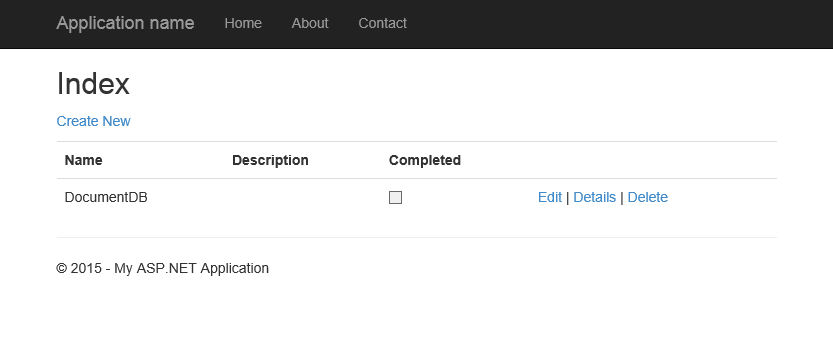 Application name Home About Contact
Index
Create New
Name Description Completed
DocumentDB Edit | Details | Delete
© 2015 - My ASP.NET Application